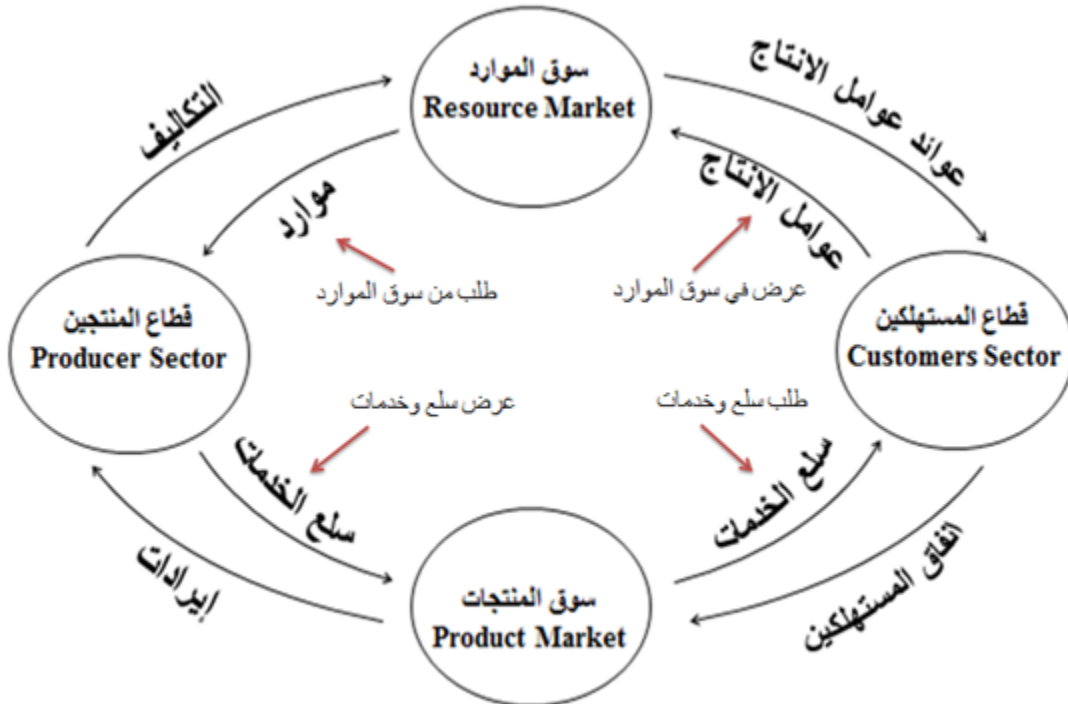 سوق الموارد
Resource Market
التكاليف
عوائد عوامل الانتاج
موارد
عوامل الانتاج
طلب من سوق الموارد
عرض في سوق الموارد
قطاع المنتجين
Producer Sector
قطاع المستهلكين
Customers Sector
عرض سلع وخدمات
طلب سلع وخدمات
سلع الخدمات
سلع الخدمات
إيرادات
انفاق المستهلكين
سوق المنتجات
Product Market